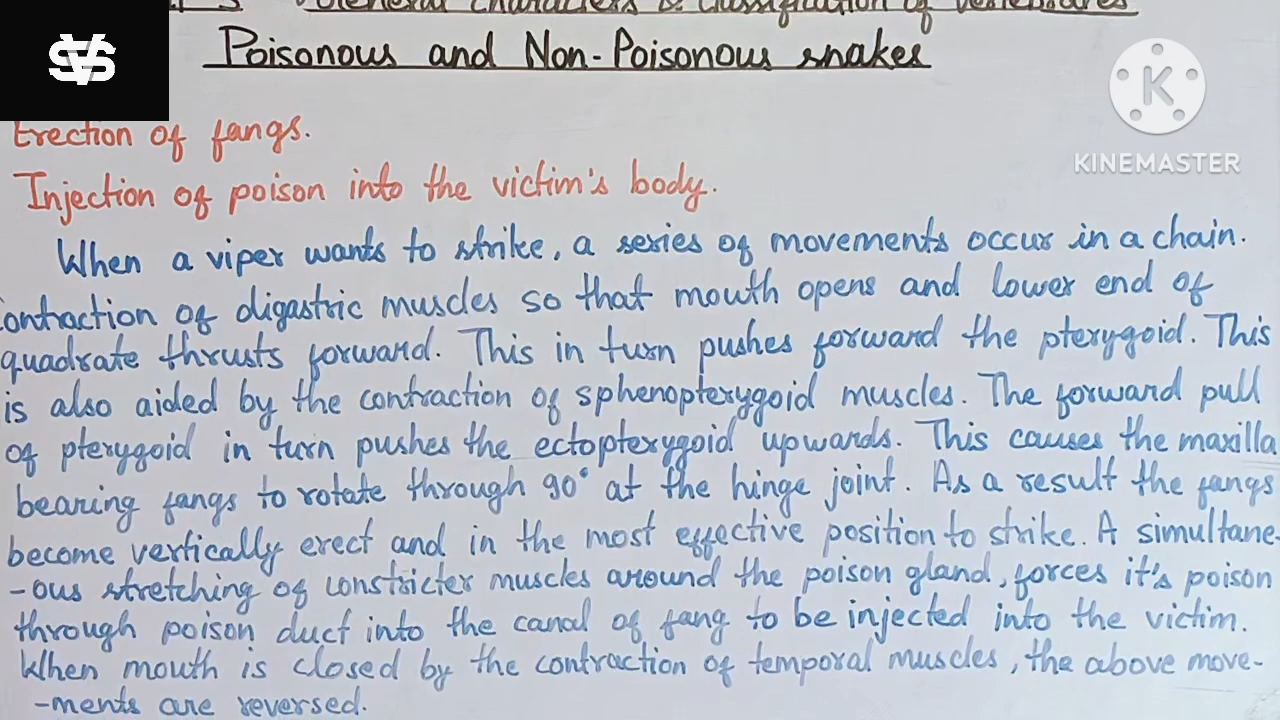 General Characters & Classification of Vertebrates
Poisonous and Non-Poisonous snakes
SVS
K
KINEMASTER
Erection of fangs.
Injection of poison into the victim's body.
When a viper wants to strike, a series of movements occur in a chain.
Contraction of digastric muscles so that mouth opens and lower end of
quadrate thrusts forward. This in turn pushes forward the pterygoid. This
is also aided by the contraction of sphenopterygoid muscles. The forward pull
of pterygoid in turn pushes the ectopterygoid upwards. This causes the maxilla
bearing fangs to rotate through 90° at the hinge joint. As a result the fangs
become vertically erect and in the most effective position to strike. A simultane-
-ous stretching of constricter muscles around the poison gland, forces it's poison
through poison duct into the canal of fang to be injected into the victim.
When mouth is closed by the contraction of temporal muscles, the above move-
-ments are reversed.